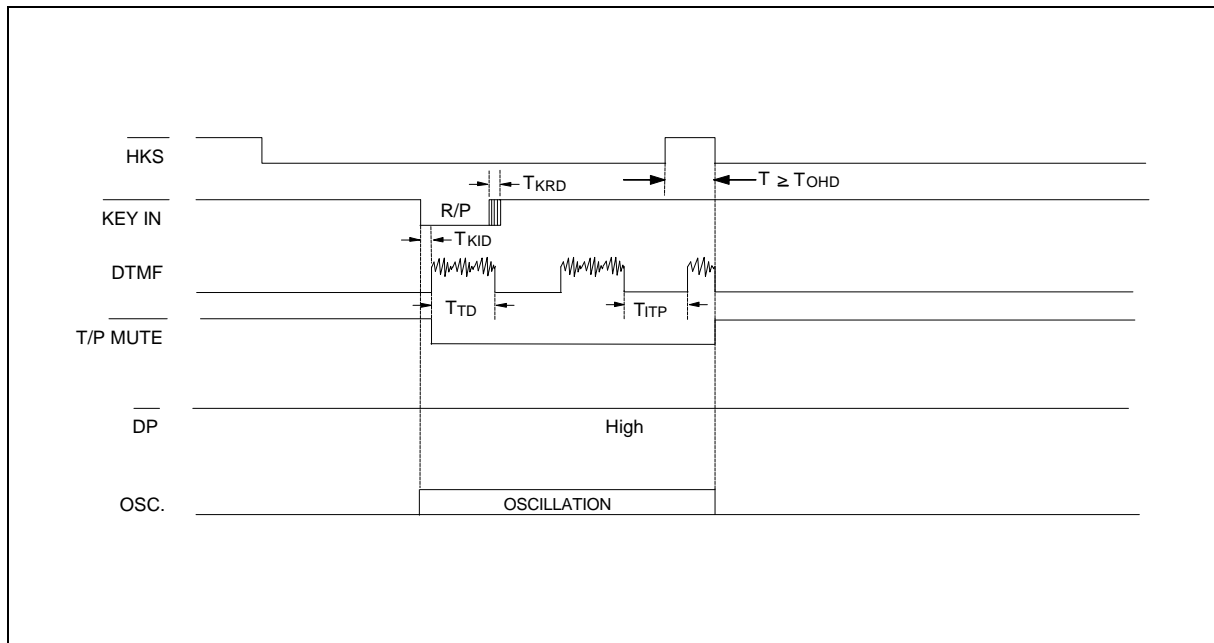 HKS
T ≥ TOHD
TKRD
KEY IN
R/P
TKID
DTMF
TTD
TITP
T/P MUTE
DP
High
OSC.
OSCILLATION